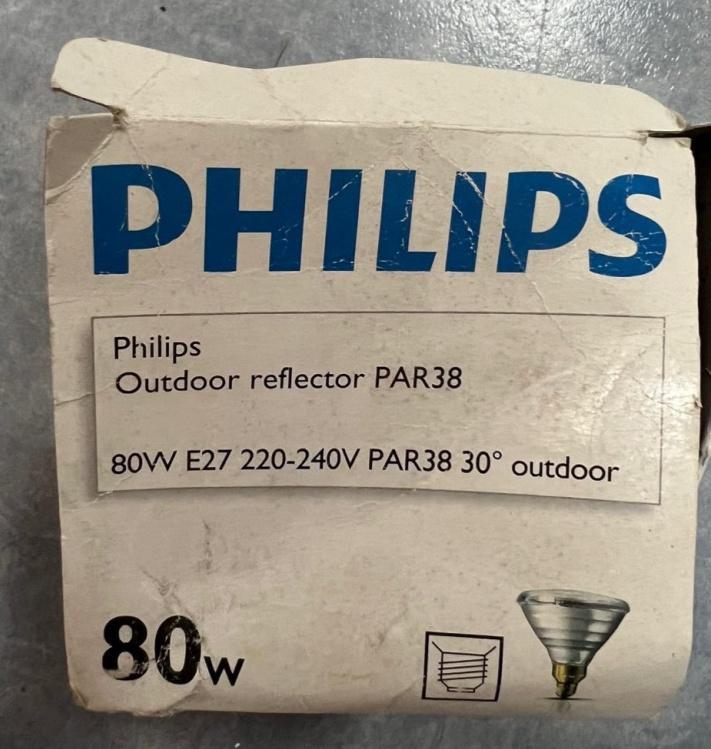 PHILIPS
Philips
Outdoor reflector PAR38
80W E27 220-240V PAR38 30° outdoor
80w